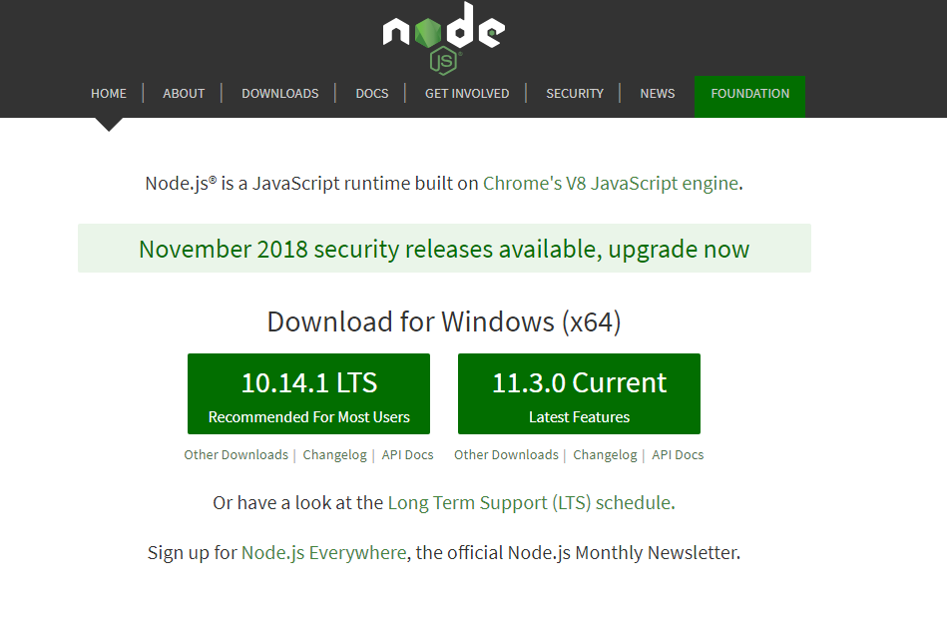 node
JS
HOME | ABOUT | DOWNLOADS | DOCS | GET INVOLVED | SECURITY | NEWS FOUNDATION
Node.js® is a JavaScript runtime built on Chrome's V8 JavaScript engine.
November 2018 security releases available, upgrade now
Download for Windows (x64)
10.14.1 LTS
Recommended For Most Users
11.3.0 Current
Latest Features
Other Downloads | Changelog | API Docs
Other Downloads | Changelog | API Docs
Or have a look at the Long Term Support (LTS) schedule.
Sign up for Node.js Everywhere, the official Node.js Monthly Newsletter.